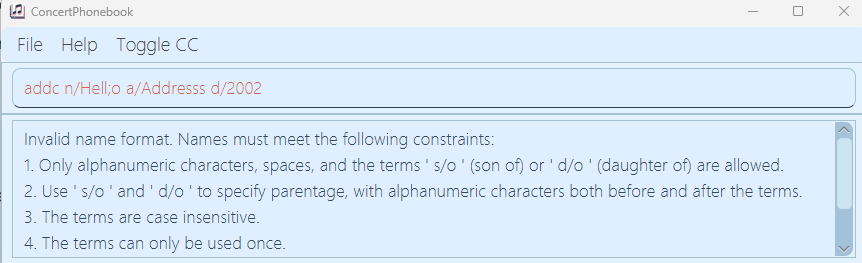 ConcertPhonebook
File Help Toggle CC
addc n/Hell;o a/Addresss d/2002
Invalid name format. Names must meet the following constraints:
1. Only alphanumeric characters, spaces, and the terms ' s/o ' (son of) or ' d/o ' (daughter of) are allowed.
2. Use ' s/o ' and ' d/o ' to specify parentage, with alphanumeric characters both before and after the terms.
3. The terms are case insensitive.
4. The terms can only be used once.